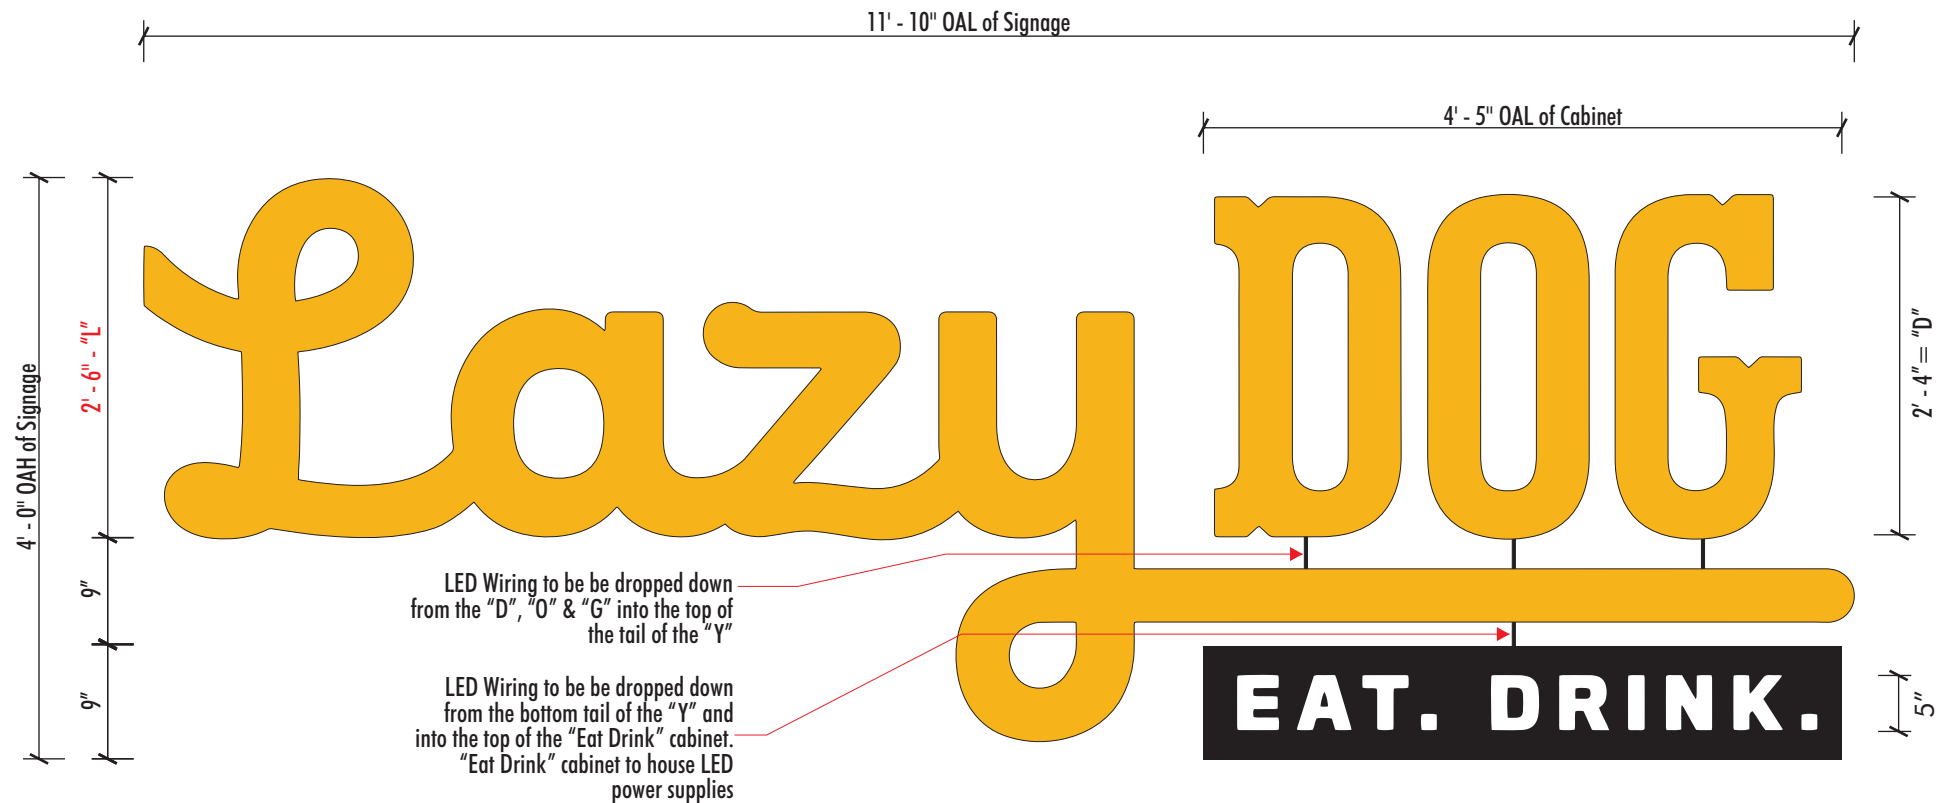 11' - 10" OAL of Signage
4' - 5" OAL of Cabinet
4' - 0" OAH of Signage
2' - 6" - “L”
9”
9”
Lazy DOG
2' - 4”= “D”
LED Wiring to be be dropped down
from the “D”, “O” & “G” into the top of
the tail of the “Y”
LED Wiring to be be dropped down
from the bottom tail of the “Y” and
into the top of the “Eat Drink” cabinet.
“Eat Drink” cabinet to house LED
power supplies
EAT. DRINK.
5”